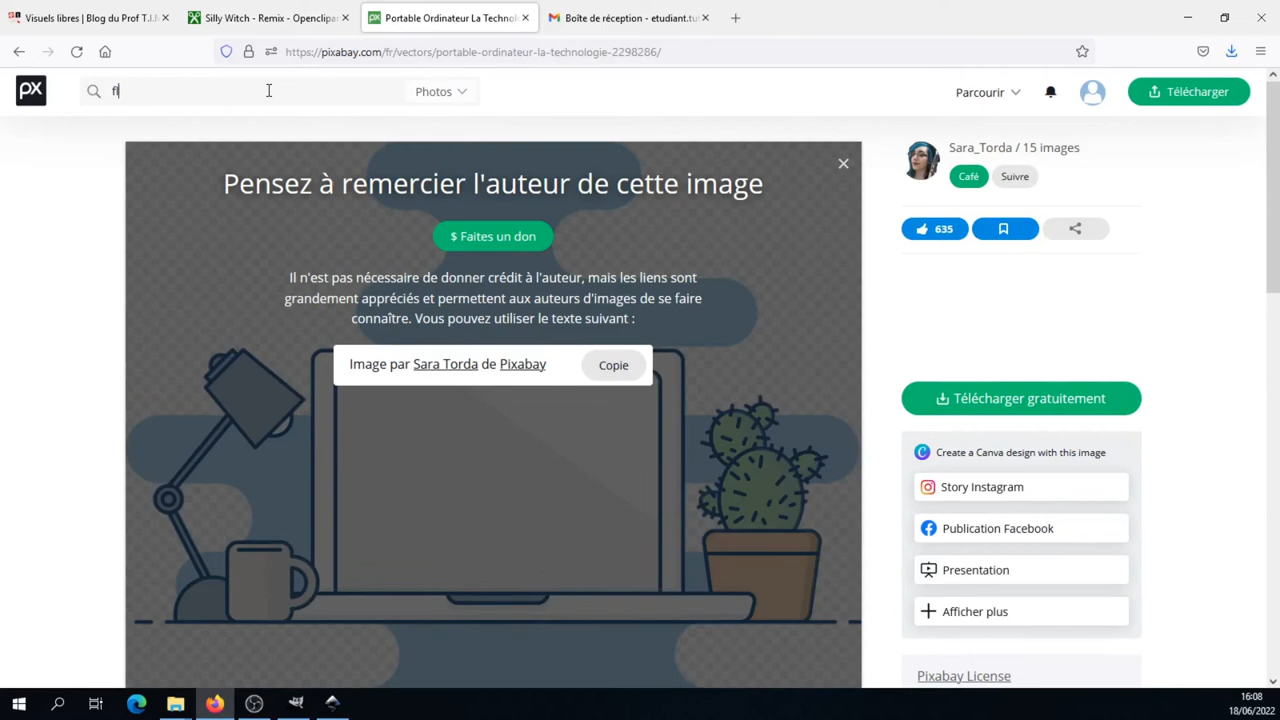 Visuels libres | Blog du Prof T.I.M
Silly Witch - Remix - Openclipar
Portable Ordinateur La Technol
Boîte de réception - etudiant.tu
https://pixabay.com/fr/vectors/portable-ordinateur-la-technologie-2298286/
px
fl
Photos
Parcourir
Télécharger
Pensez à remercier l'auteur de cette image
$ Faites un don
Il n'est pas nécessaire de donner crédit à l'auteur, mais les liens sont
grandement appréciés et permettent aux auteurs d'images de se faire
connaître. Vous pouvez utiliser le texte suivant :
Image par Sara Torda de Pixabay
Copie
Sara_Torda / 15 images
Café
Suivre
635
Télécharger gratuitement
Create a Canva design with this image
Story Instagram
Publication Facebook
Presentation
Afficher plus
Pixabay License
16:08
18/06/2022